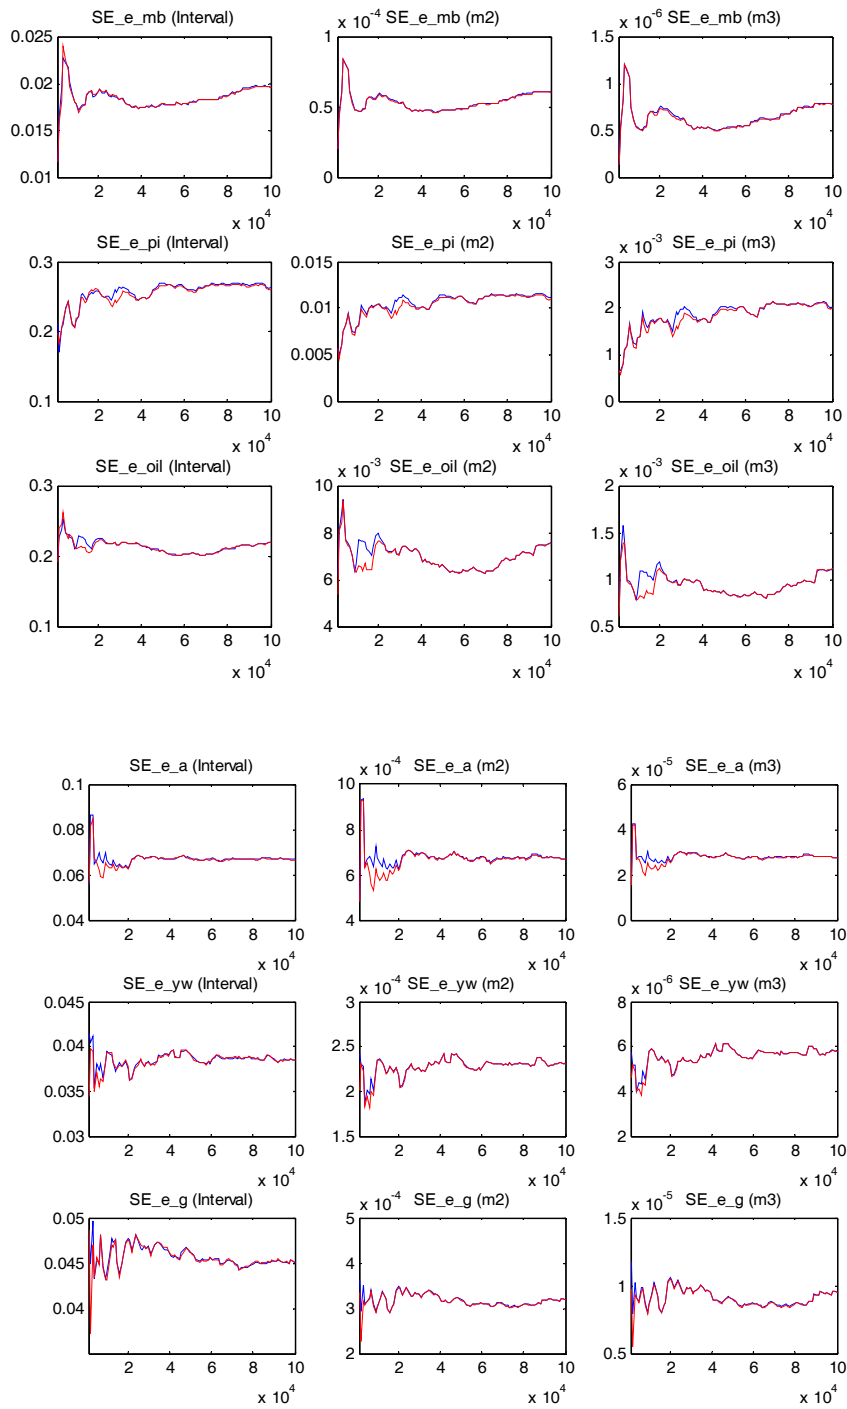 SE_e_mb (Interval)
0.025
0.02
0.015
0.01
2 4 6 8 10
x 10^4
x 10^-4 SE_e_mb (m2)
1
0.5
0
2 4 6 8 10
x 10^4
x 10^-6 SE_e_mb (m3)
1.5
1
0.5
0
2 4 6 8 10
x 10^4
SE_e_pi (Interval)
0.3
0.2
0.1
2 4 6 8 10
x 10^4
SE_e_pi (m2)
0.015
0.01
0.005
0
2 4 6 8 10
x 10^4
x 10^-3 SE_e_pi (m3)
3
2
1
0
2 4 6 8 10
x 10^4
SE_e_oil (Interval)
0.3
0.2
0.1
2 4 6 8 10
x 10^4
x 10^-3 SE_e_oil (m2)
10
8
6
4
2 4 6 8 10
x 10^4
x 10^-3 SE_e_oil (m3)
2
1.5
1
0.5
2 4 6 8 10
x 10^4
SE_e_a (Interval)
0.1
0.08
0.06
0.04
2 4 6 8 10
x 10^4
x 10^-4 SE_e_a (m2)
10
8
6
4
2 4 6 8 10
x 10^4
x 10^-5 SE_e_a (m3)
6
4
2
0
2 4 6 8 10
x 10^4
SE_e_yw (Interval)
0.045
0.04
0.035
0.03
2 4 6 8 10
x 10^4
x 10^-4 SE_e_yw (m2)
3
2.5
2
1.5
2 4 6 8 10
x 10^4
x 10^-6 SE_e_yw (m3)
8
6
4
2
2 4 6 8 10
x 10^4
SE_e_g (Interval)
0.05
0.045
0.04
2 4 6 8 10
x 10^4
x 10^-4 SE_e_g (m2)
5
4
3
2
2 4 6 8 10
x 10^4
x 10^-5 SE_e_g (m3)
1.5
1
0.5
2 4 6 8 10
x 10^4